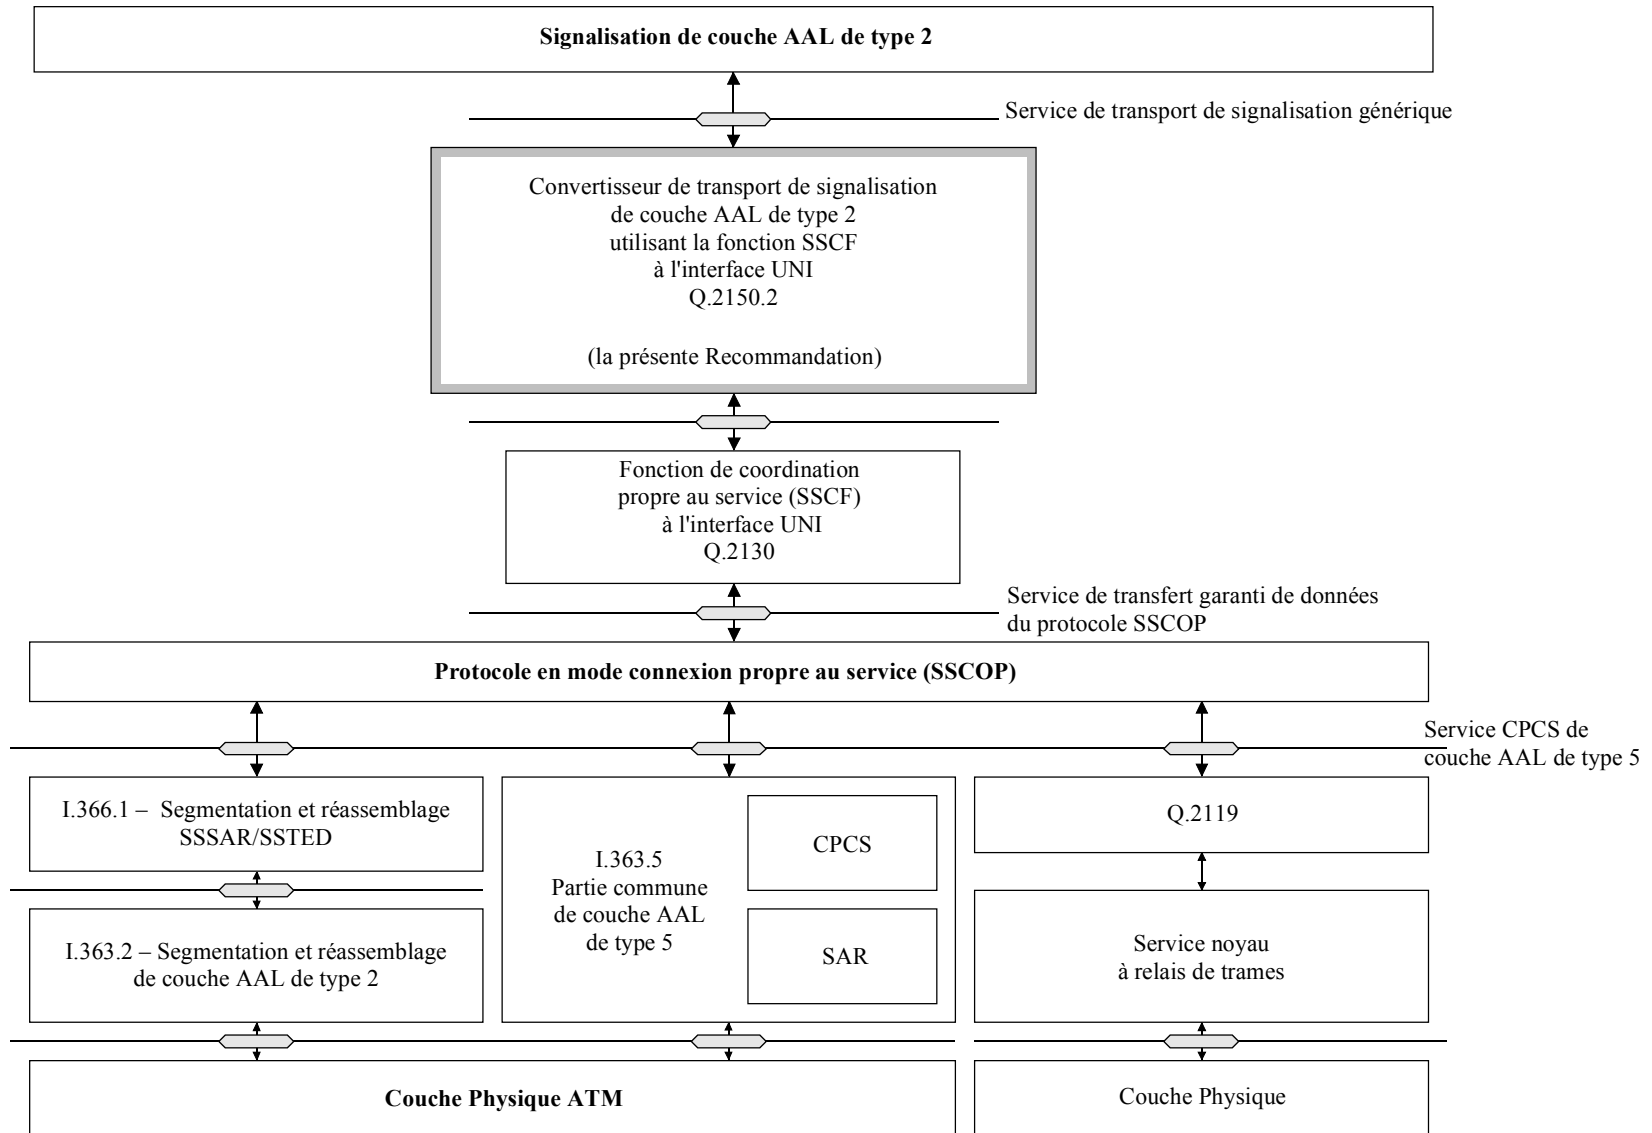 Signalisation de couche AAL de type 2
Service de transport de signalisation générique
Convertisseur de transport de signalisation
de couche AAL de type 2
utilisant la fonction SSCF
à l'interface UNI
Q.2150.2
(la présente Recommandation)
Fonction de coordination
propre au service (SSCF)
à l'interface UNI
Q.2130
Service de transfert garanti de données
du protocole SSCOP
Protocole en mode connexion propre au service (SSCOP)
Service CPCS de
couche AAL de type 5
I.366.1 – Segmentation et réassemblage
SSSAR/SSTED
I.363.2 – Segmentation et réassemblage
de couche AAL de type 2
I.363.5
Partie commune
de couche AAL
de type 5
CPCS
SAR
Q.2119
Service noyau
à relais de trames
Couche Physique ATM
Couche Physique